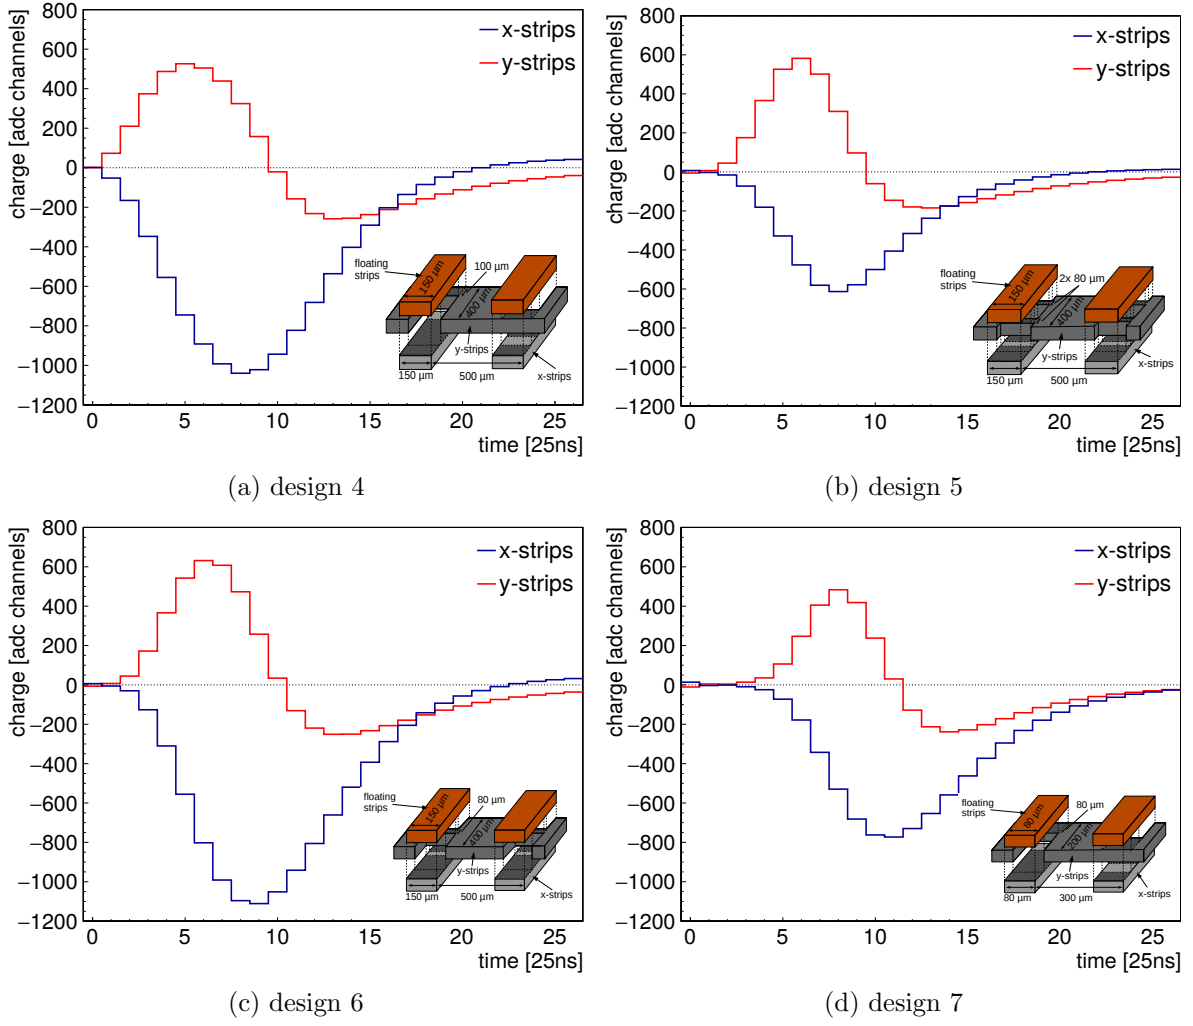 charge [adc channels]
800
600
400
200
0
−200
−400
−600
−800
−1000
−1200
0 5 10 15 20 25
time [25ns]
x-strips
y-strips
floating
strips
150 µm
100 µm
400 µm
y-strips
x-strips
150 µm
500 µm
(a) design 4
charge [adc channels]
800
600
400
200
0
−200
−400
−600
−800
−1000
−1200
0 5 10 15 20 25
time [25ns]
x-strips
y-strips
floating
strips
150 µm
2x 80 µm
400 µm
y-strips
x-strips
150 µm
500 µm
(b) design 5
charge [adc channels]
800
600
400
200
0
−200
−400
−600
−800
−1000
−1200
0 5 10 15 20 25
time [25ns]
x-strips
y-strips
floating
strips
150 µm
80 µm
400 µm
y-strips
x-strips
150 µm
500 µm
(c) design 6
charge [adc channels]
800
600
400
200
0
−200
−400
−600
−800
−1000
−1200
0 5 10 15 20 25
time [25ns]
x-strips
y-strips
floating
strips
80 µm
80 µm
200 µm
y-strips
x-strips
80 µm
300 µm
(d) design 7